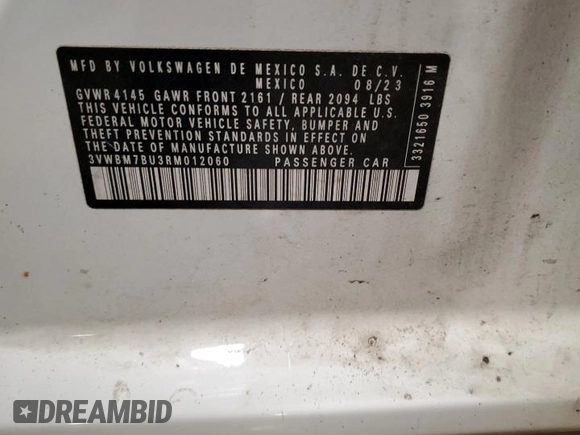 MFD BY VOLKSWAGEN DE MEXICO S.A. DE C.V.
MEXICO 08/23
GVWR 4145 GAWR FRONT 2161 / REAR 2094 LBS
THIS VEHICLE CONFORMS TO ALL APPLICABLE U.S.
FEDERAL MOTOR VEHICLE SAFETY, BUMPER AND
THEFT PREVENTION STANDARDS IN EFFECT ON
THE DATE OF MANUFACTURE SHOWN ABOVE.
3VWBM7BU3RM012060 PASSENGER CAR
3321650 3916 M
DREAMBID